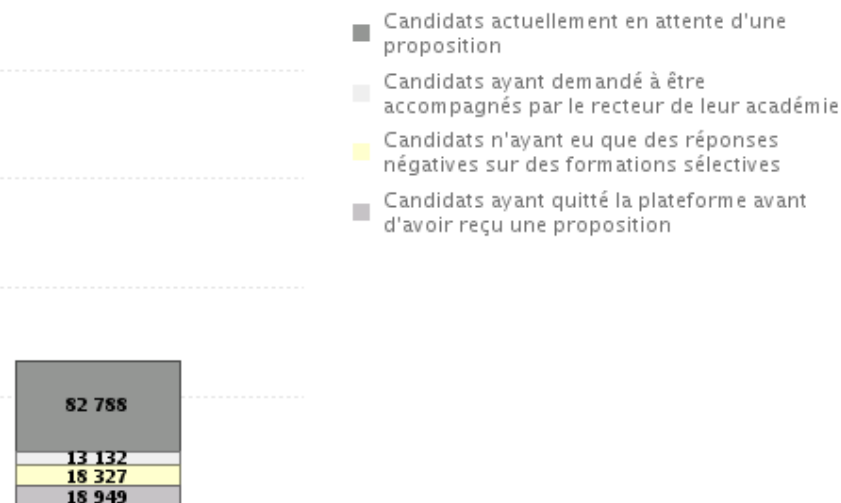 Candidats actuellement en attente d'une
proposition
Candidats ayant demandé à être
accompagnés par le recteur de leur académie
Candidats n'ayant eu que des réponses
négatives sur des formations sélectives
Candidats ayant quitté la plateforme avant
d'avoir reçu une proposition
82 788
13 132
18 327
18 949